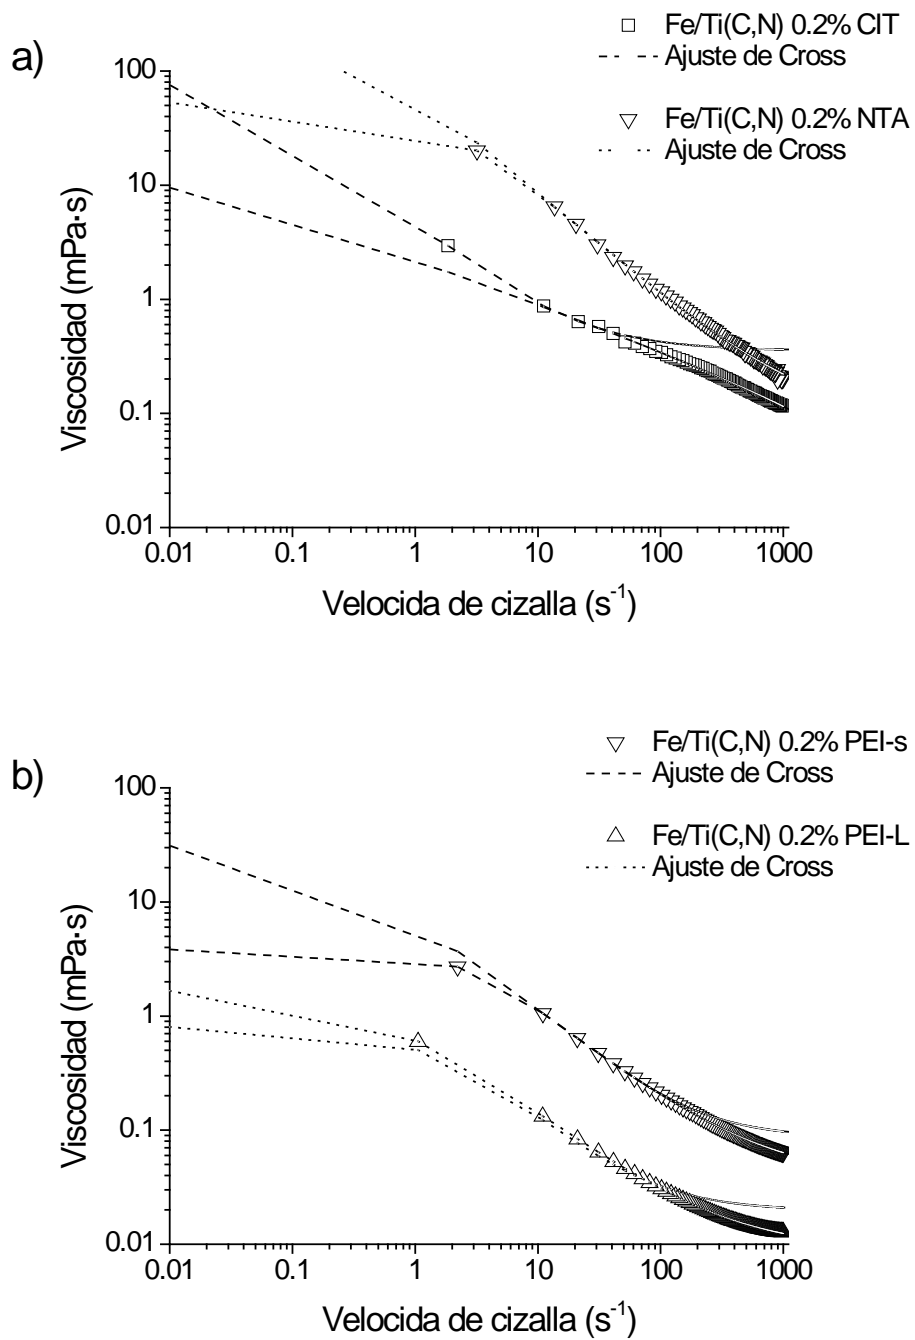 a)
Fe/Ti(C,N) 0.2% CIT
Ajuste de Cross
Fe/Ti(C,N) 0.2% NTA
Ajuste de Cross
Viscosidad (mPa·s)
100
10
1
0.1
0.01
0.01 0.1 1 10 100 1000
Velocida de cizalla (s⁻¹)
b)
Fe/Ti(C,N) 0.2% PEI-s
Ajuste de Cross
Fe/Ti(C,N) 0.2% PEI-L
Ajuste de Cross
Viscosidad (mPa·s)
100
10
1
0.1
0.01
0.01 0.1 1 10 100 1000
Velocida de cizalla (s⁻¹)